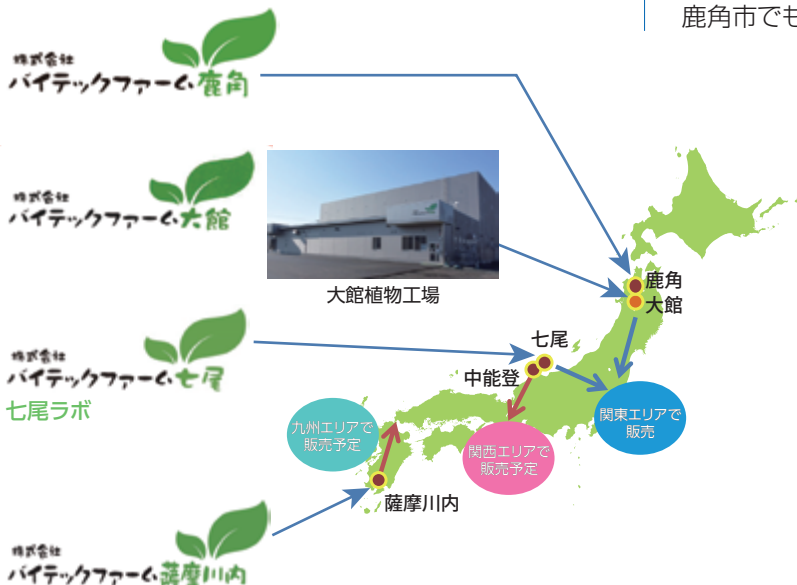 鹿角市でも
株式会社
バイテックファーム鹿角
株式会社
バイテックファーム大館
大館植物工場
鹿角
大館
株式会社
バイテックファーム七尾
七尾ラボ
七尾
中能登
九州エリアで
販売予定
関西エリアで
販売予定
関東エリアで
販売
薩摩川内
株式会社
バイテックファーム薩摩川内